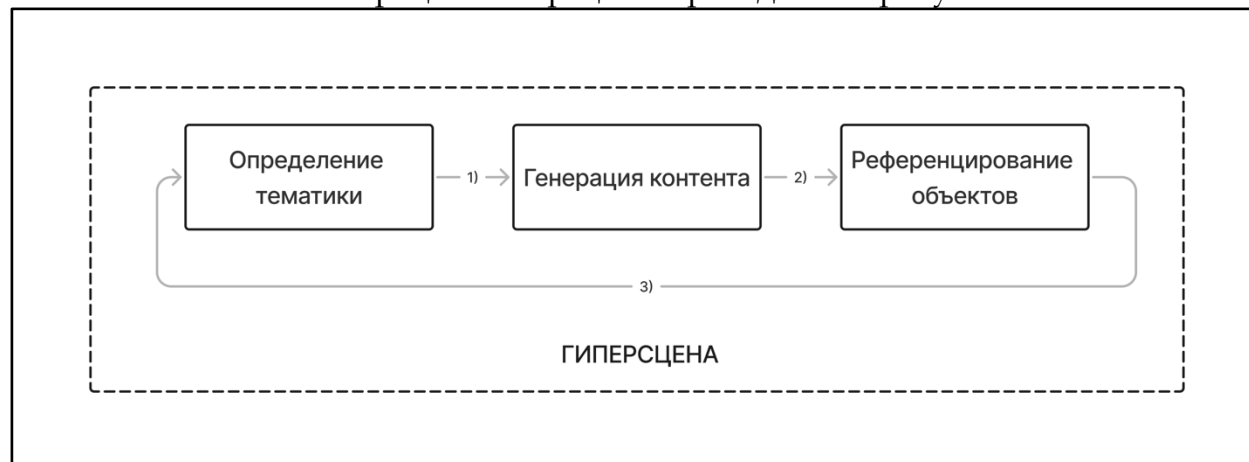 Определение
тематики
1)
Генерация контента
2)
Референцирование
объектов
3)
ГИПЕРСЦЕНА